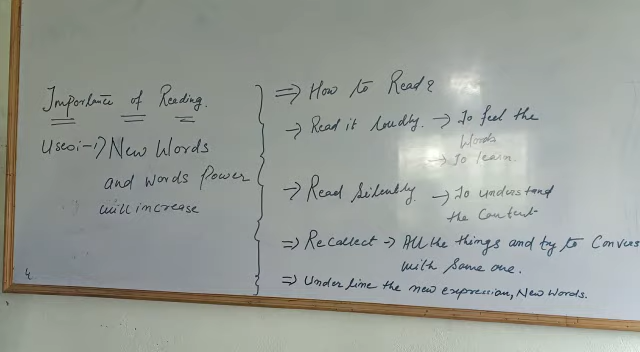 Importance of Reading.
Uses:-1) New Words
and words Power
will increase
⇒ How to Read?
→ Read it loudly. → To feel the
Words
→ To learn.
→ Read Silently. → To understand
the Content.
⇒ Recollect → All the things and try to Convers
with Some one.
⇒ Under line the new expression, New Words.